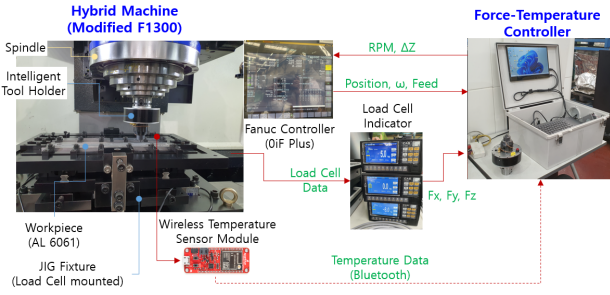 Hybrid Machine
(Modified F1300)
Force-Temperature
Controller
Spindle
Intelligent
Tool Holder
RPM, ΔZ
Position, ω, Feed
Fanuc Controller
(0iF Plus)
Load Cell
Indicator
Load Cell
Data
Fx, Fy, Fz
Workpiece
(AL 6061)
Wireless Temperature
Sensor Module
JIG Fixture
(Load Cell mounted)
Temperature Data
(Bluetooth)